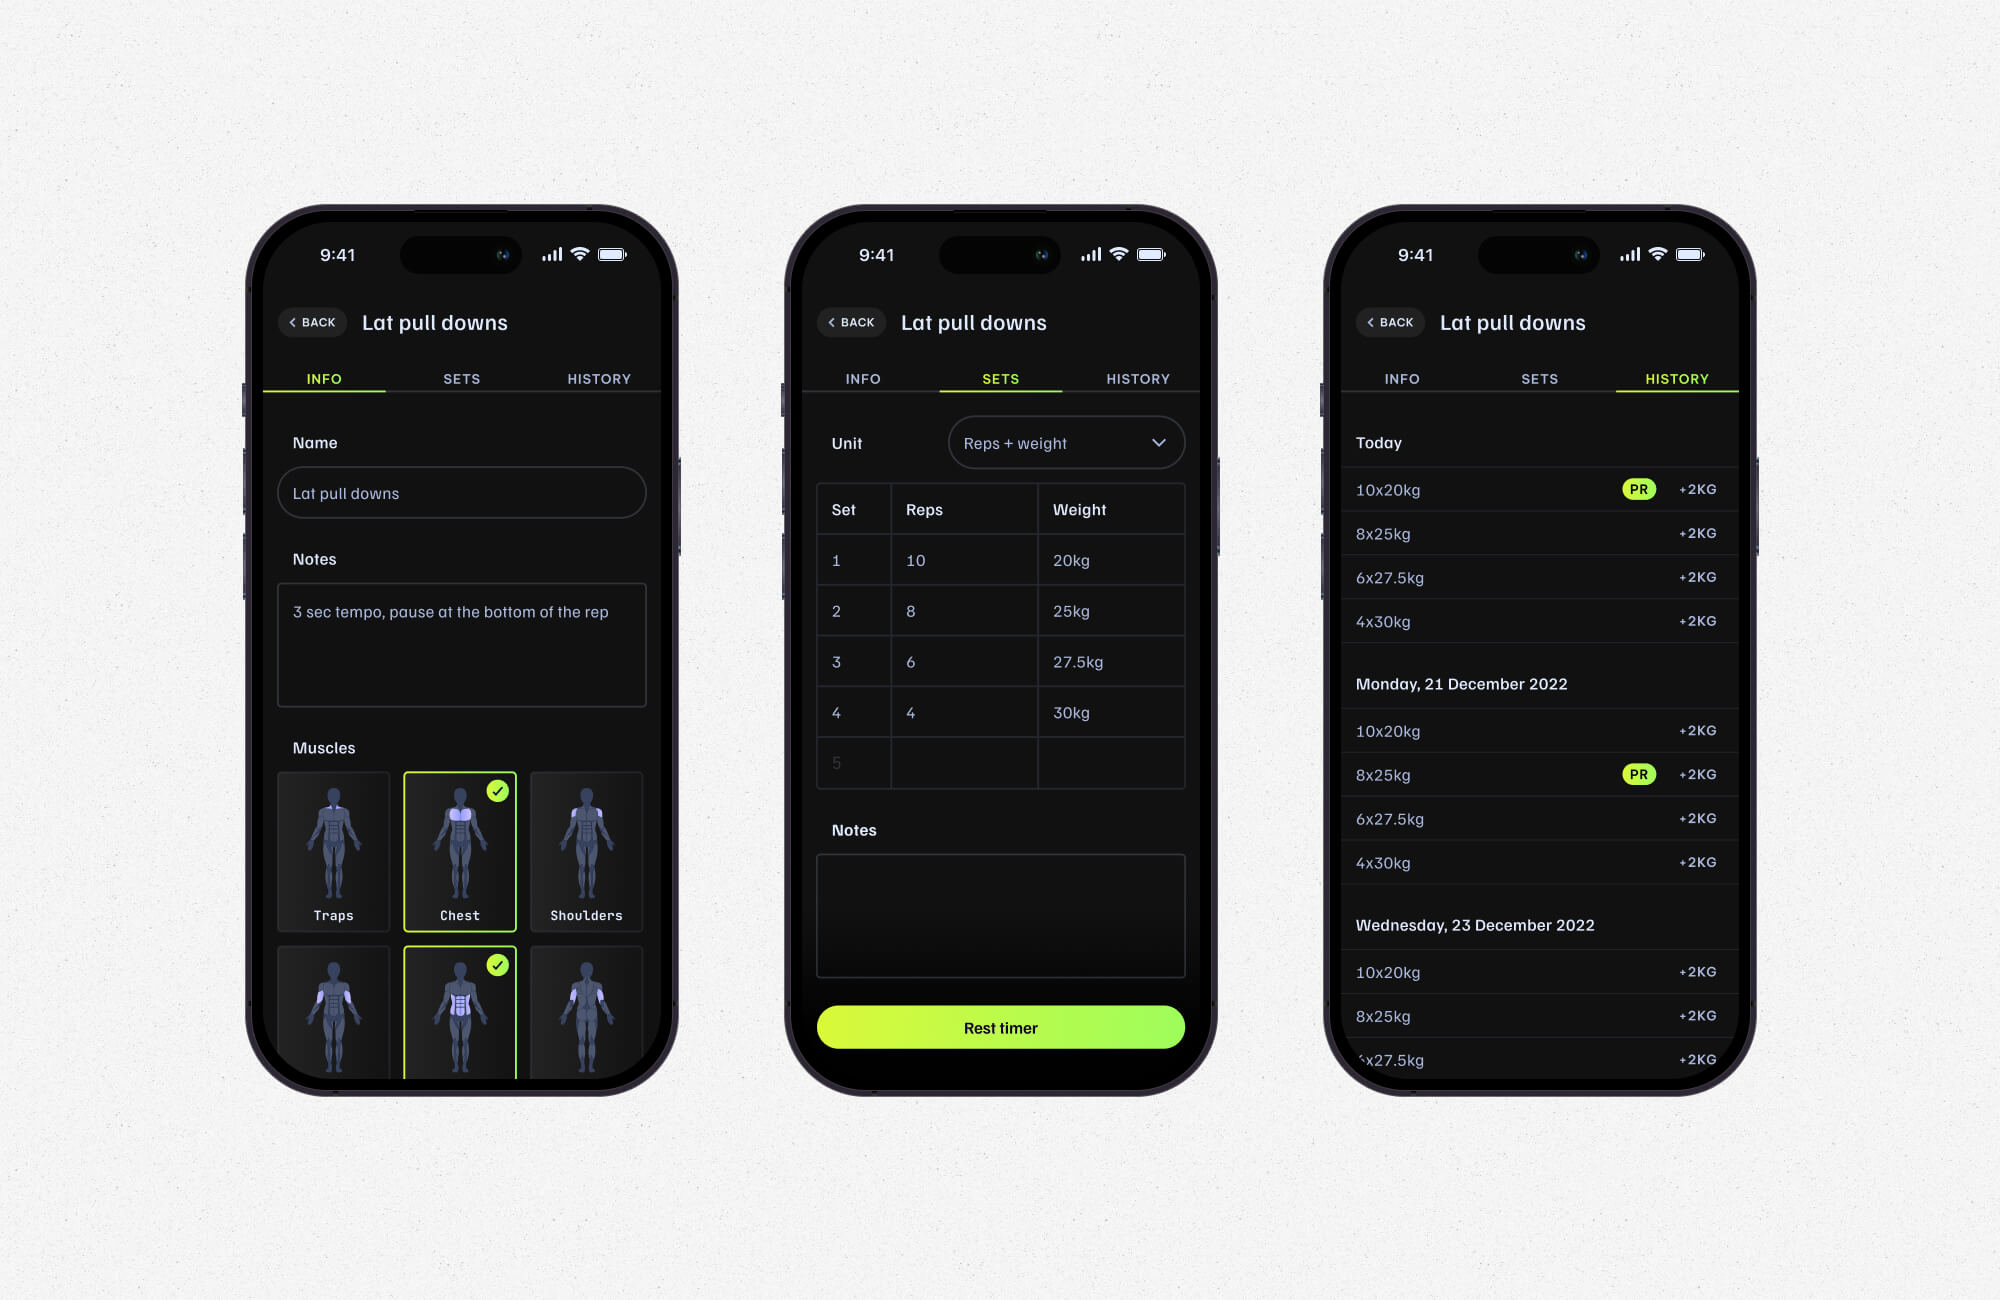 9:41
BACK Lat pull downs
INFO SETS HISTORY
Name
Lat pull downs
Notes
3 sec tempo, pause at the bottom of the rep
Muscles
Traps Chest Shoulders
9:41
BACK Lat pull downs
INFO SETS HISTORY
Unit Reps + weight
Set Reps Weight
1 10 20kg
2 8 25kg
3 6 27.5kg
4 4 30kg
5
Notes
Rest timer
9:41
BACK Lat pull downs
INFO SETS HISTORY
Today
10x20kg PR +2KG
8x25kg +2KG
6x27.5kg +2KG
4x30kg +2KG
Monday, 21 December 2022
10x20kg +2KG
8x25kg PR +2KG
6x27.5kg +2KG
4x30kg +2KG
Wednesday, 23 December 2022
10x20kg +2KG
8x25kg +2KG
6x27.5kg +2KG